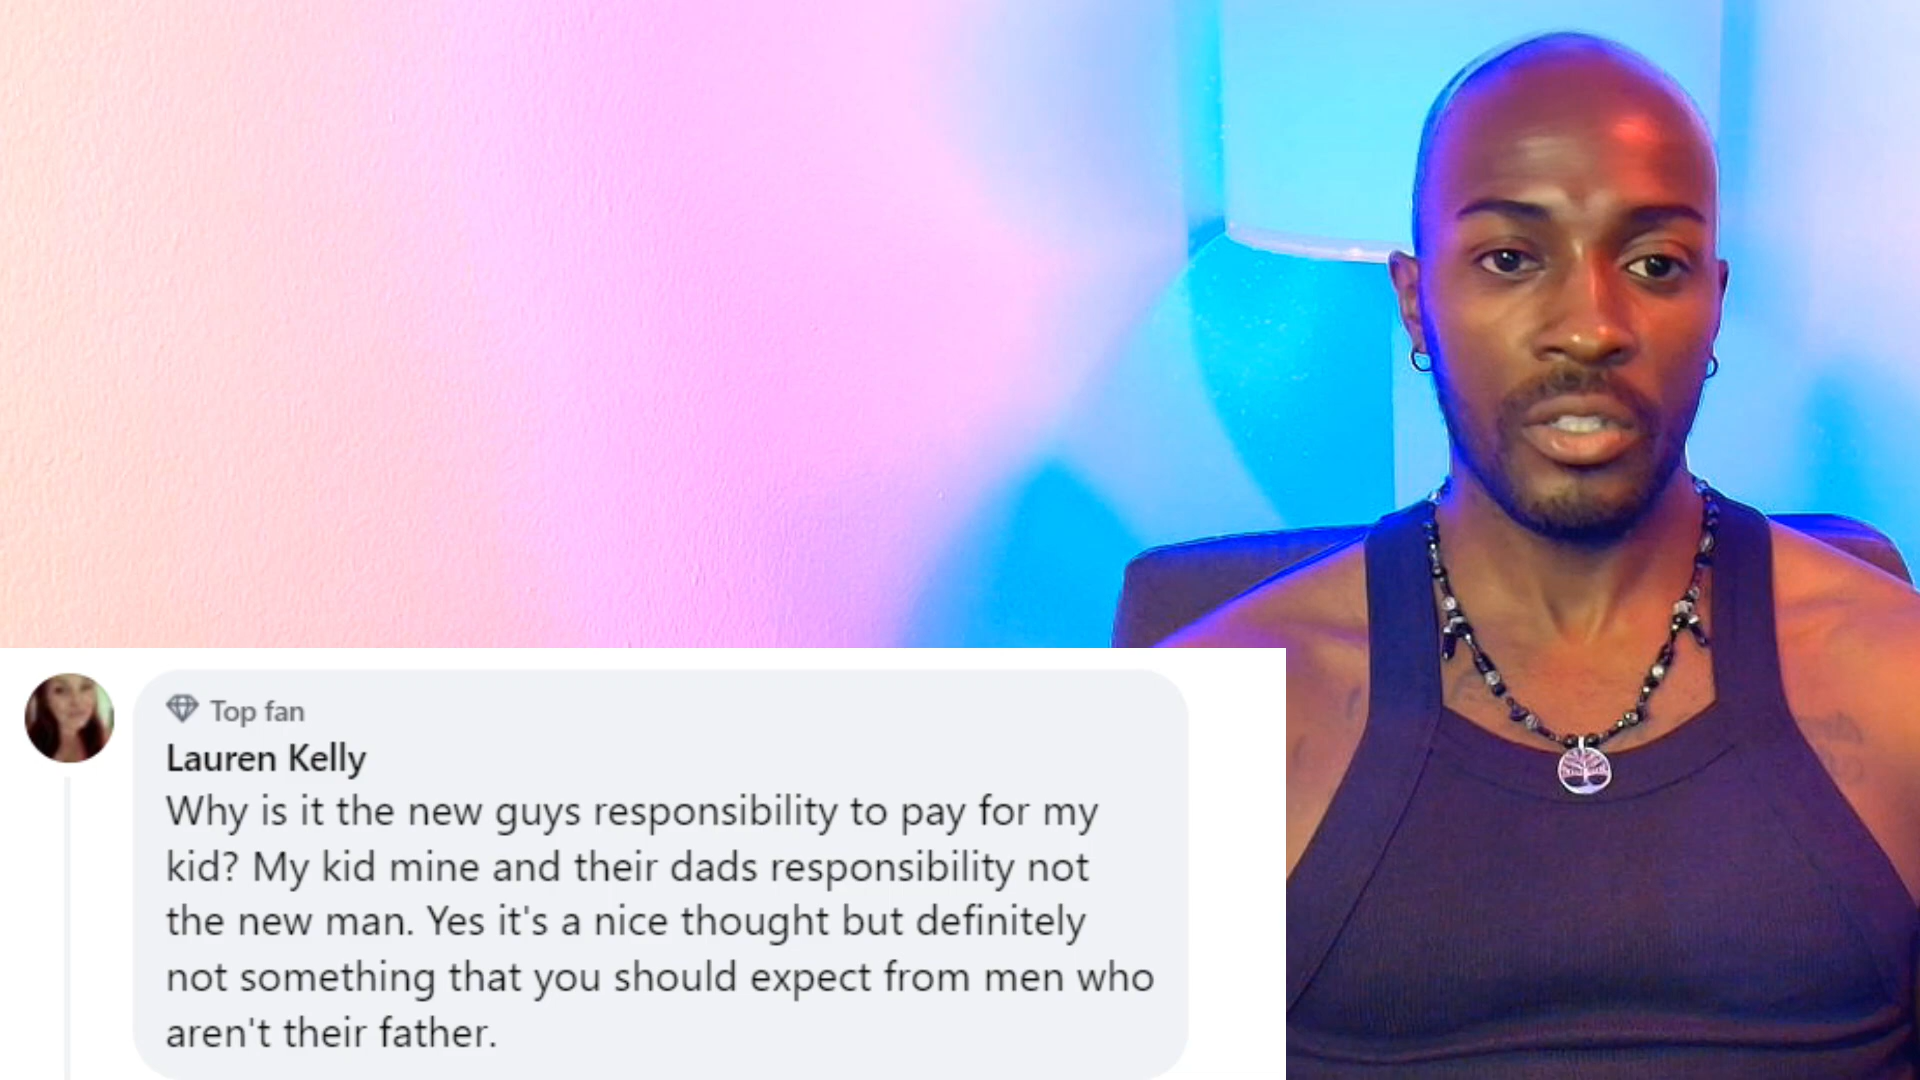 Top fan
Lauren Kelly
Why is it the new guys responsibility to pay for my
kid? My kid mine and their dads responsibility not
the new man. Yes it's a nice thought but definitely
not something that you should expect from men who
aren't their father.